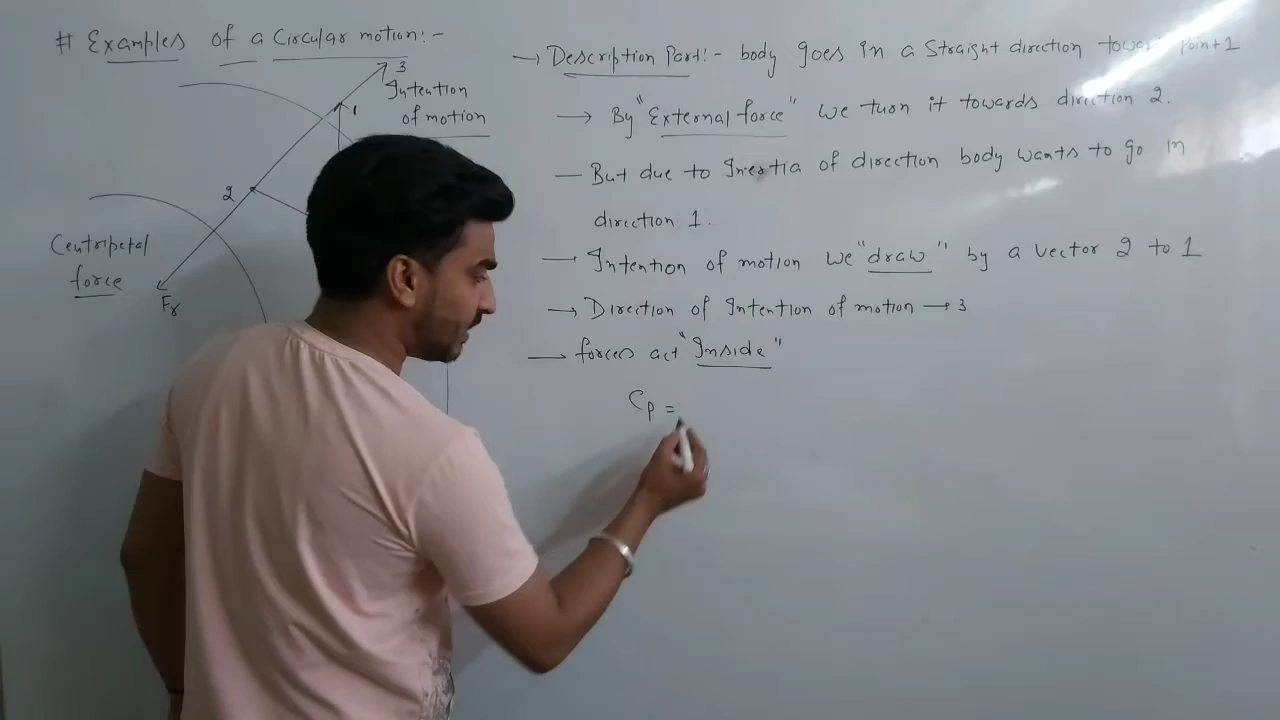 # Examples of a Circular motion:-
3
Intention
of motion
1
2
Centripetal
force
Fr
→ Description Part:- body goes in a Straight direction towar Point 1
→ By "External force" we turn it towards direction 2.
— But due to Inertia of direction body wants to go in
direction 1.
— Intention of motion we "draw" by a vector 2 to 1
→ Direction of Intention of motion → 3
→ forces act "Inside"
Cp =